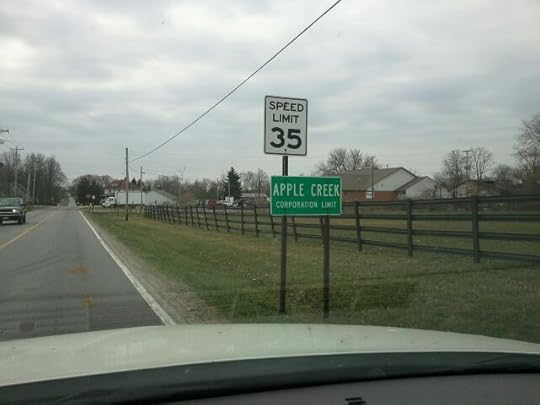 SPEED
LIMIT
35
APPLE CREEK
CORPORATION LIMIT